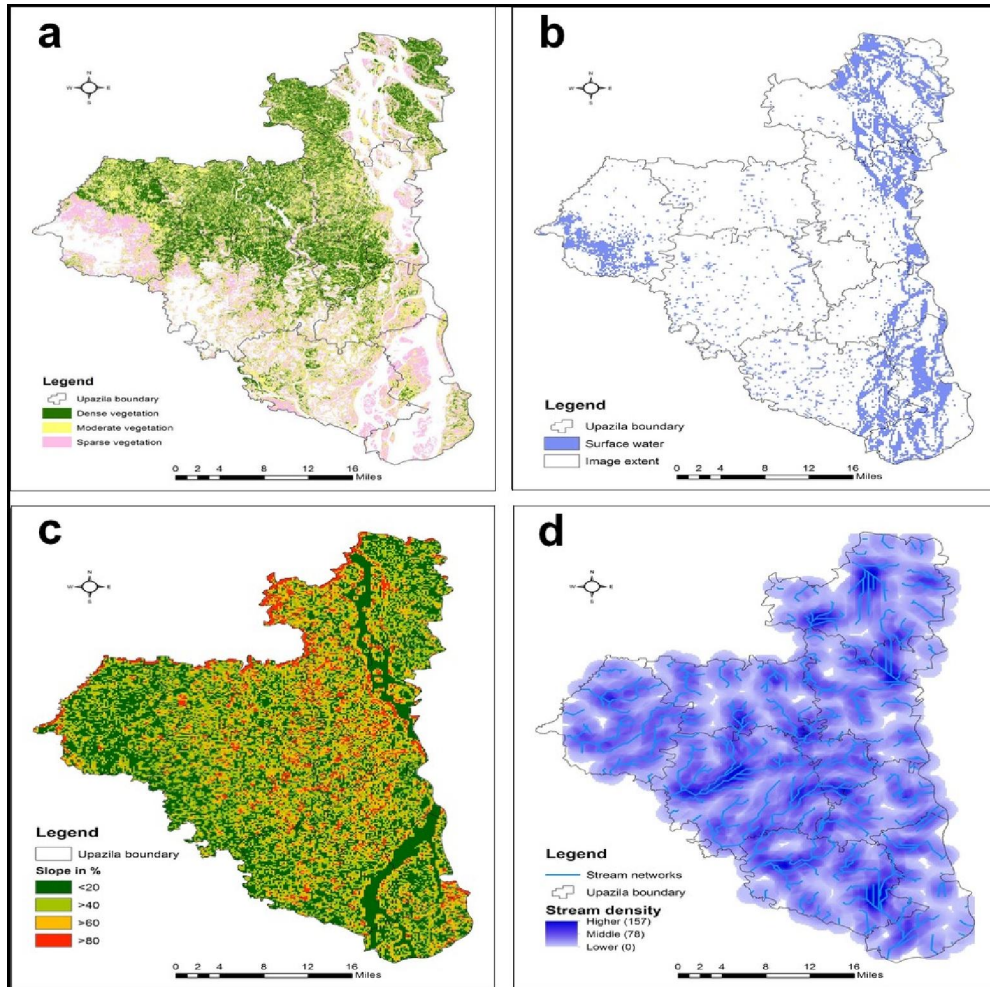 a
N
W E
S
Legend
Upazila boundary
Dense vegetation
Moderate vegetation
Sparse vegetation
0 2 4 8 12 16
Miles
b
N
W E
S
Legend
Upazila boundary
Surface water
Image extent
0 2 4 8 12 16
Miles
c
N
W E
S
Legend
Upazila boundary
Slope in %
<20
>40
>60
>80
0 2 4 8 12 16
Miles
d
N
W E
S
Legend
Stream networks
Upazila boundary
Stream density
Higher (157)
Middle (78)
Lower (0)
0 2 4 8 12 16
Miles